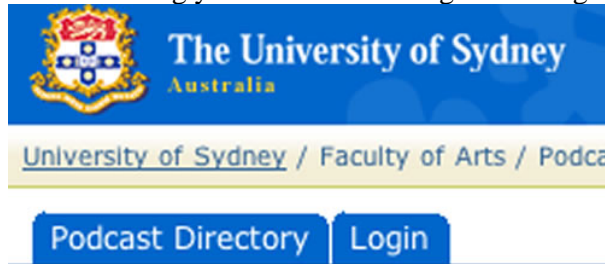 The University of Sydney
Australia
University of Sydney / Faculty of Arts / Podca
Podcast Directory Login